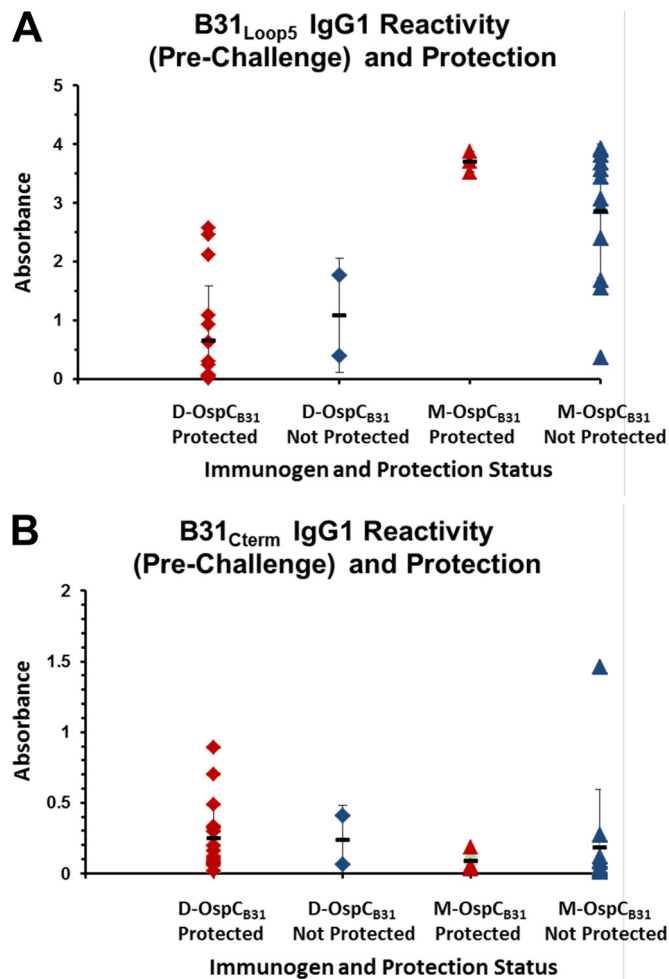 A
B31Loop5 IgG1 Reactivity
(Pre-Challenge) and Protection
5
4
3
2
1
0
Absorbance
D-OspCB31 D-OspCB31 M-OspCB31 M-OspCB31
Protected Not Protected Protected Not Protected
Immunogen and Protection Status
B
B31Cterm IgG1 Reactivity
(Pre-Challenge) and Protection
2
1.5
1
0.5
0
Absorbance
D-OspCB31 D-OspCB31 M-OspCB31 M-OspCB31
Protected Not Protected Protected Not Protected
Immunogen and Protection Status